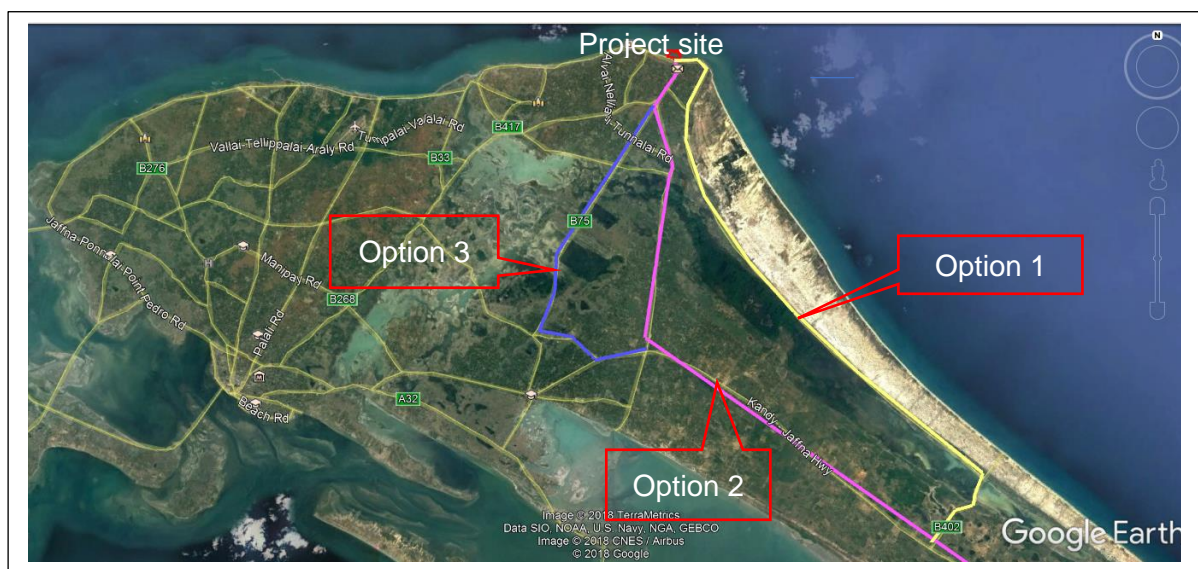 Project site
N
Alvai-Nelliady-Tunnalai Rd
B417
Tummpalai-Valalai Rd
Vallai-Tellippalai-Araly Rd
B33
B276
B75
Option 3
Option 1
Jaffna-Ponnalai-Point Pedro Rd
Manipay Rd
B268
Palali Rd
Beach Rd
A32
Kandy - Jaffna Hwy
Option 2
B402
Image © 2018 TerraMetrics
Data SIO, NOAA, U.S. Navy, NGA, GEBCO
Image © 2018 CNES / Airbus
© 2018 Google
Google Earth